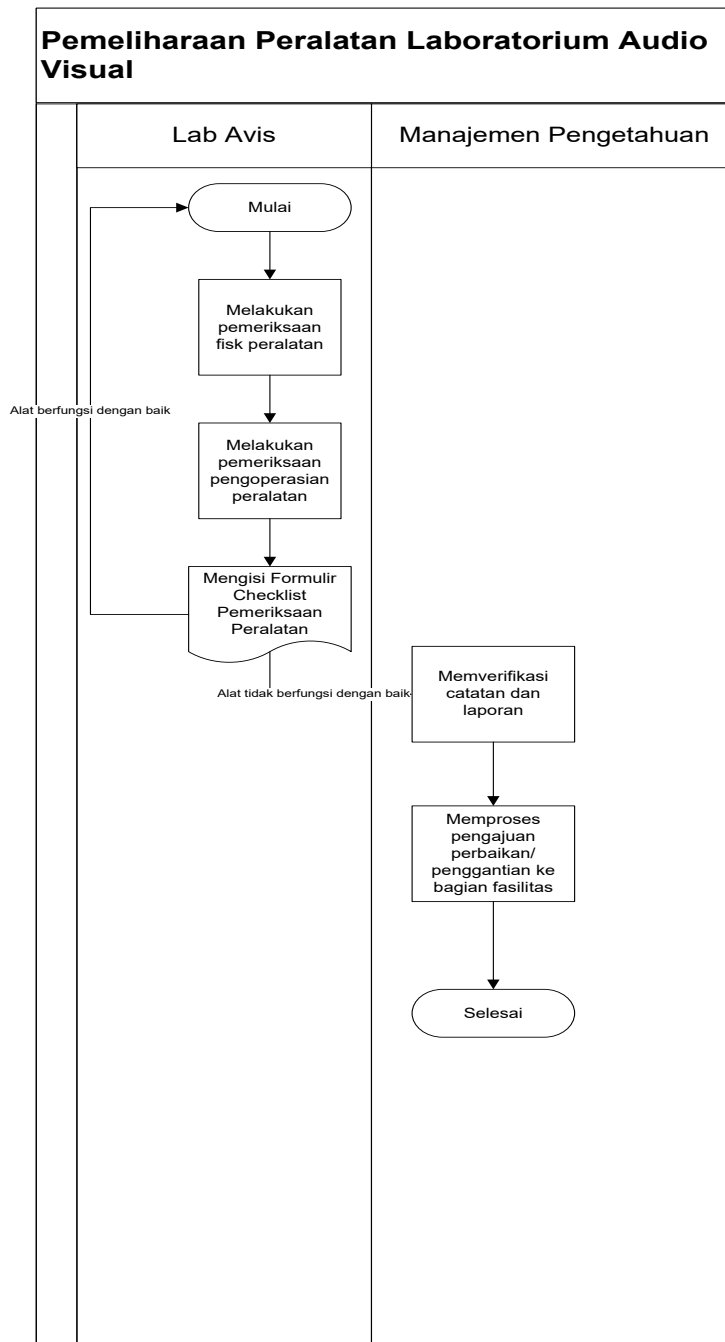 Pemeliharaan Peralatan Laboratorium Audio
Visual
Lab Avis
Manajemen Pengetahuan
Mulai
Melakukan
pemeriksaan
fisk peralatan
Alat berfungsi dengan baik
Melakukan
pemeriksaan
pengoperasian
peralatan
Mengisi Formulir
Checklist
Pemeriksaan
Peralatan
Alat tidak berfungsi dengan baik
Memverifikasi
catatan dan
laporan
Memproses
pengajuan
perbaikan/
penggantian ke
bagian fasilitas
Selesai